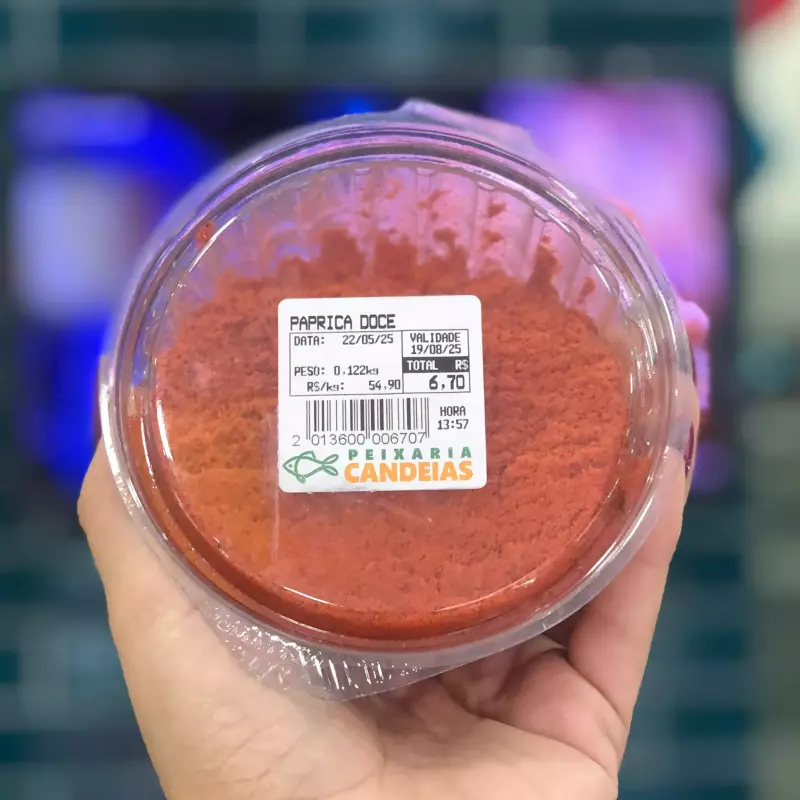 PAPRICA DOCE
DATA: 22/05/25
VALIDADE
19/08/25
PESO: 0,122kg
TOTAL R$
R$/kg: 54,90
6,70
2 013600 006707
HORA
13:57
PEIXARIA
CANDEIAS